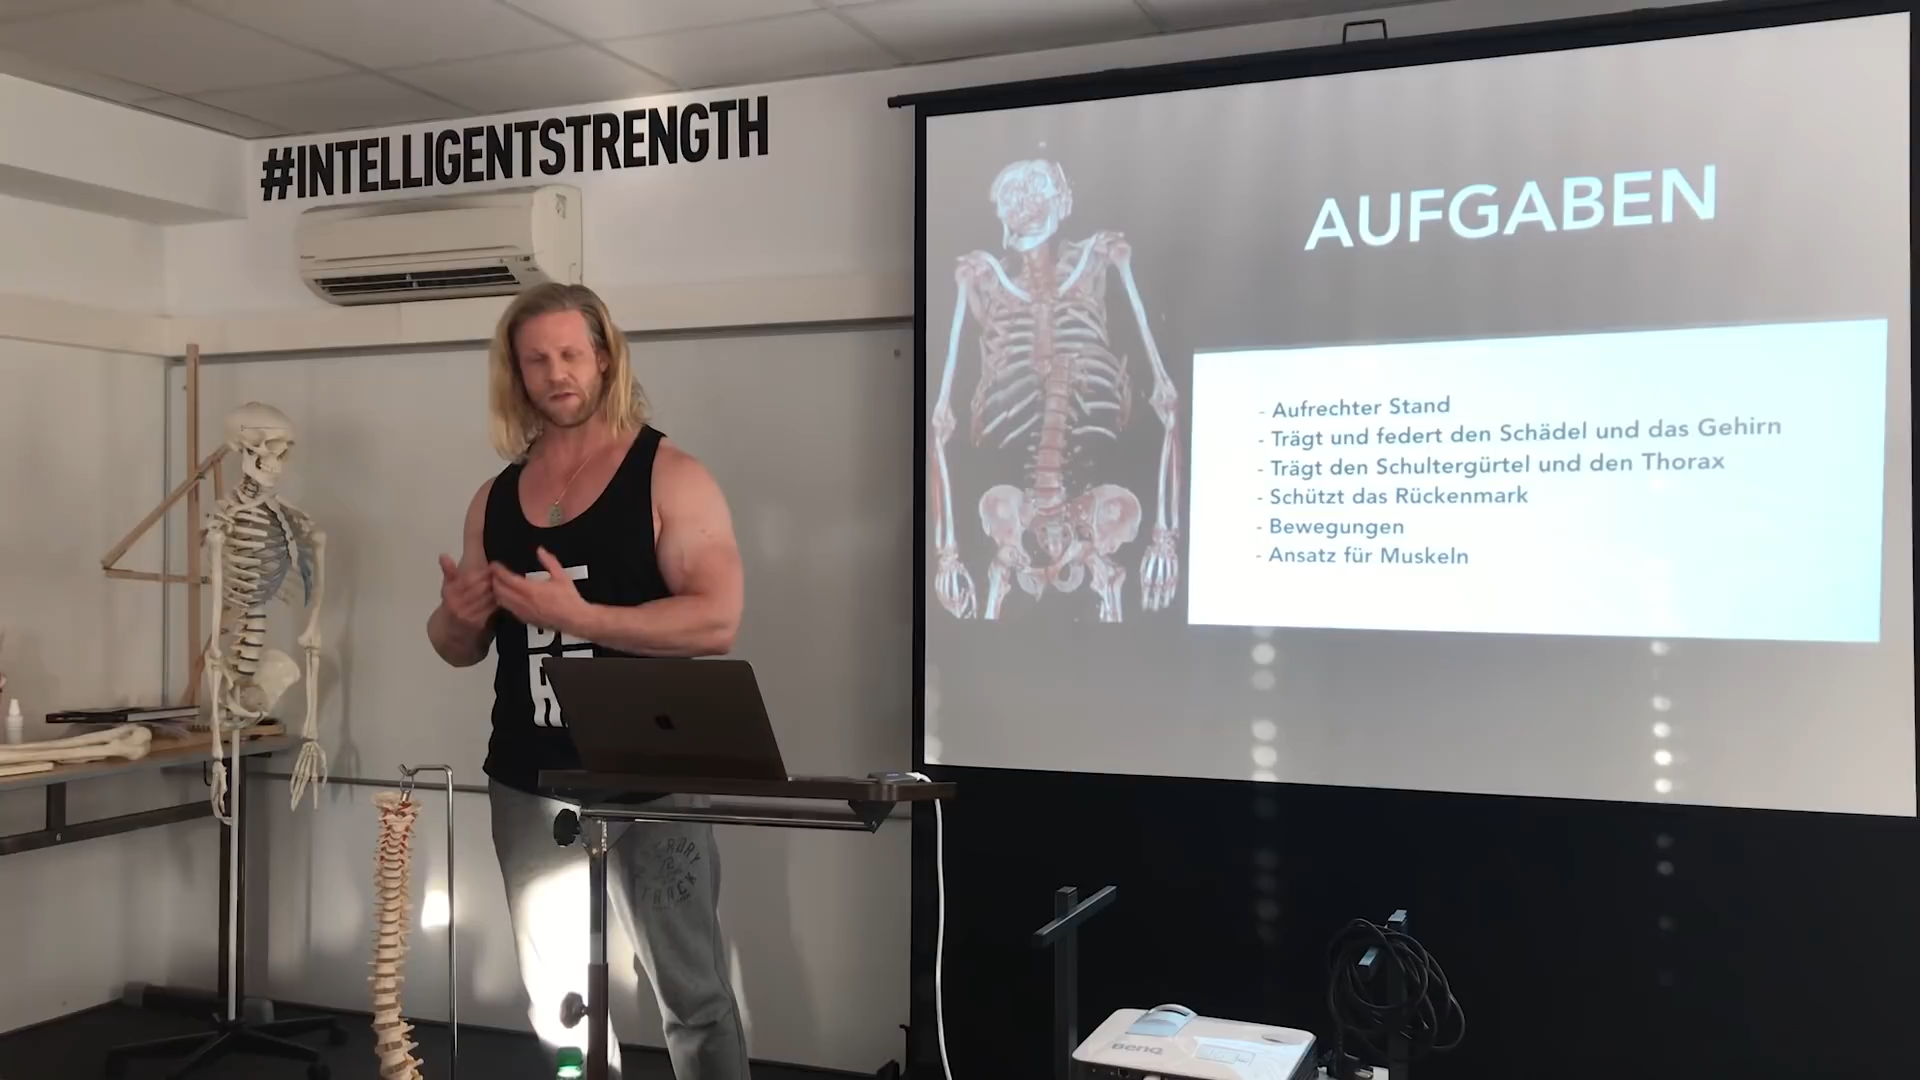 #INTELLIGENTSTRENGTH
AUFGABEN
- Aufrechter Stand
- Trägt und federt den Schädel und das Gehirn
- Trägt den Schultergürtel und den Thorax
- Schützt das Rückenmark
- Bewegungen
- Ansatz für Muskeln
BenQ